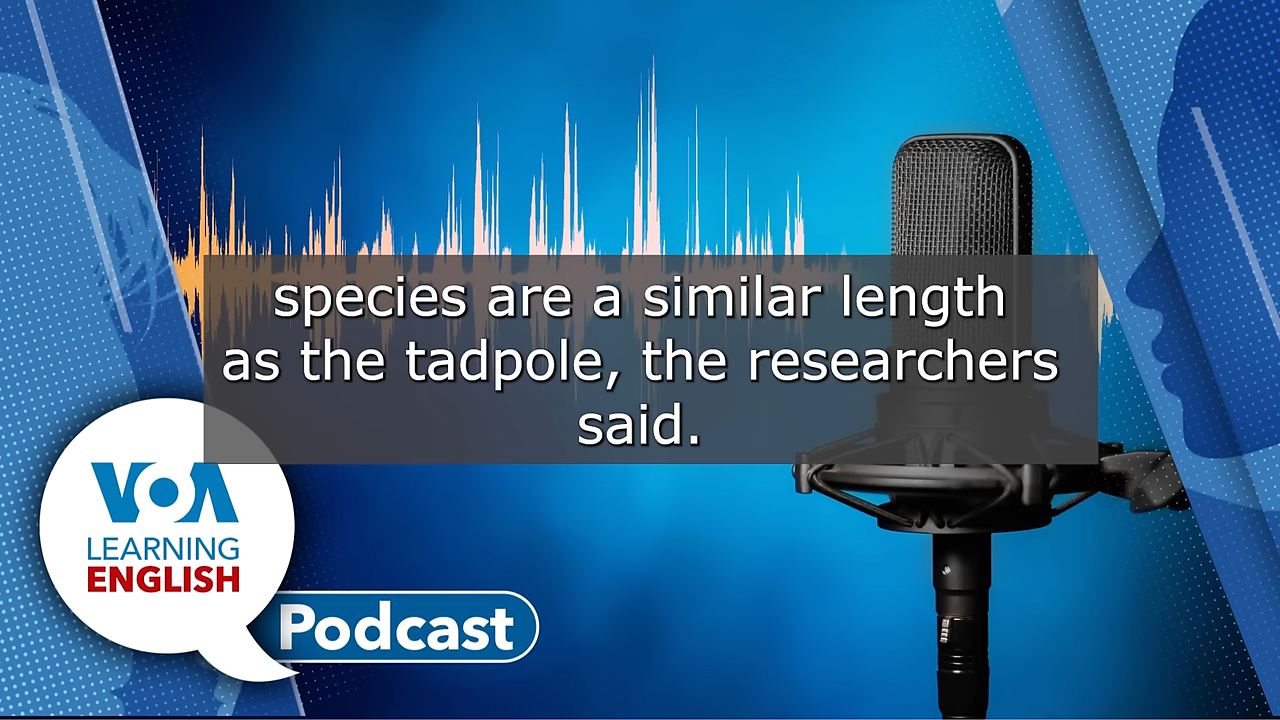 species are a similar length
as the tadpole, the researchers
said.
VOA
LEARNING
ENGLISH
Podcast